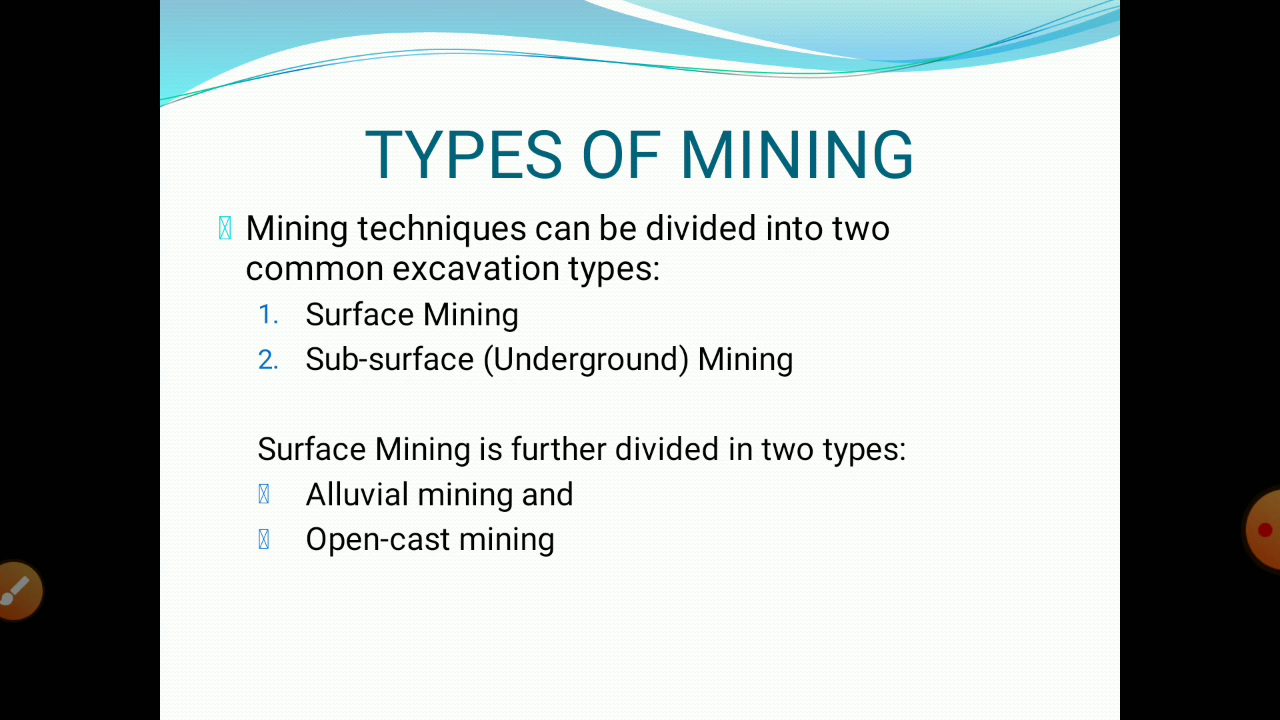 TYPES OF MINING
Mining techniques can be divided into two
common excavation types:
1. Surface Mining
2. Sub-surface (Underground) Mining
Surface Mining is further divided in two types:
Alluvial mining and
Open-cast mining